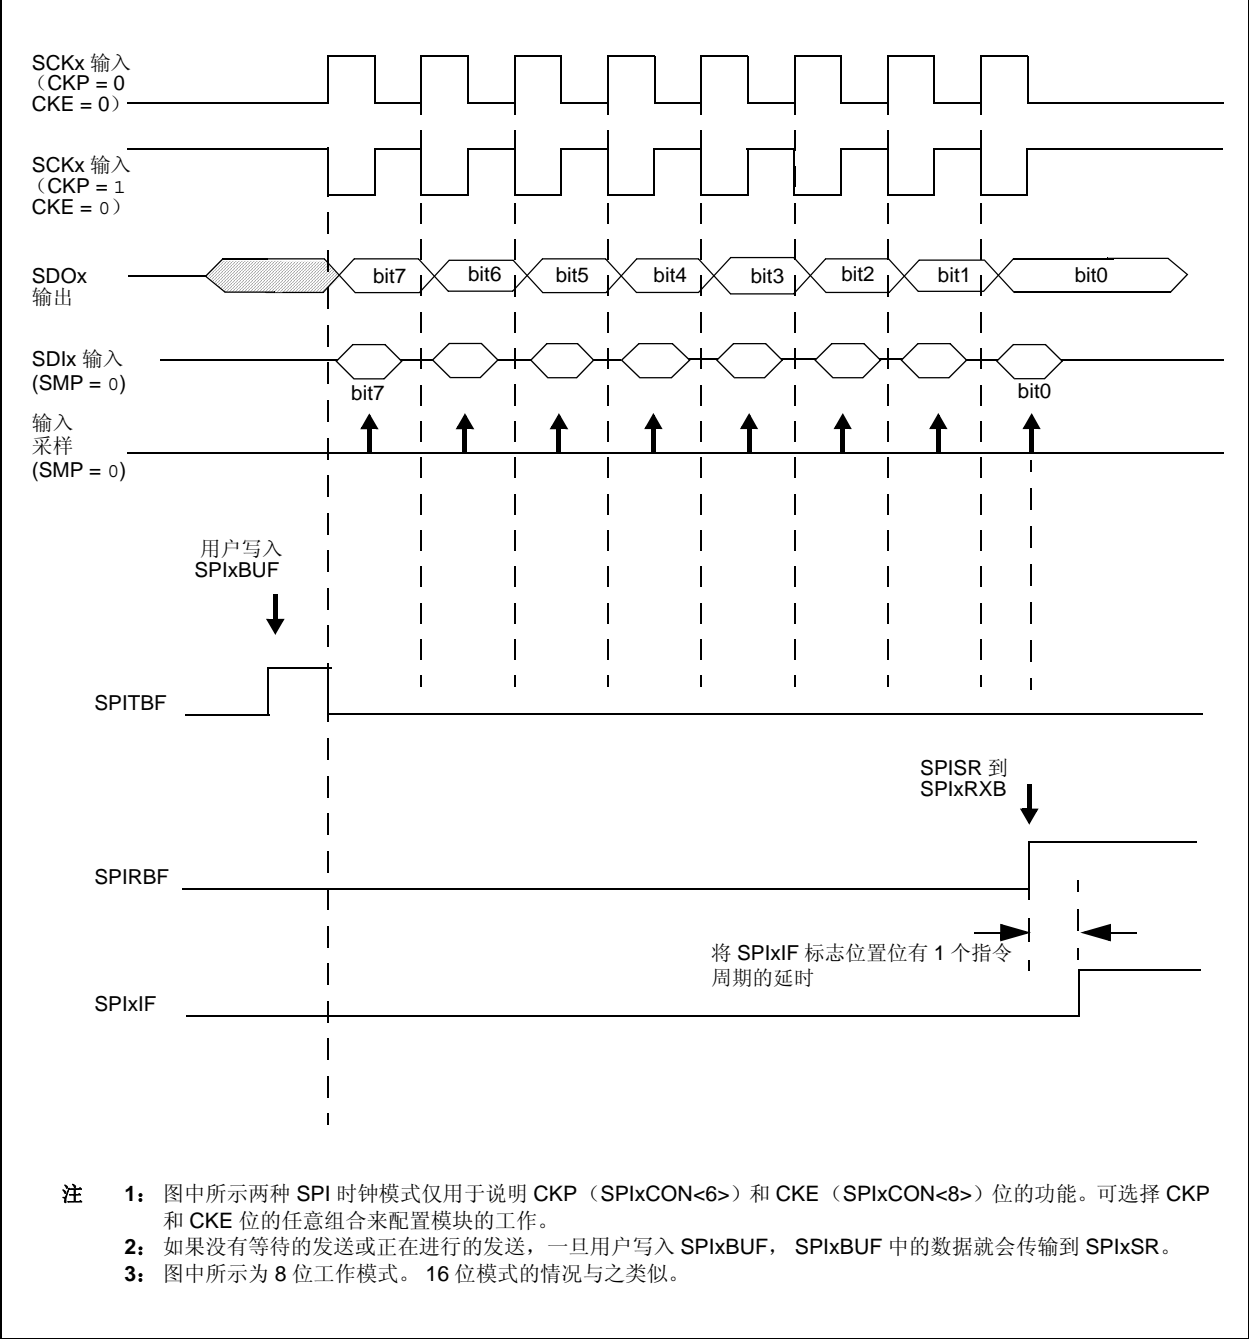 SCKx 输入
（CKP = 0
CKE = 0）
SCKx 输入
（CKP = 1
CKE = 0）
SDOx
输出
bit7
bit6
bit5
bit4
bit3
bit2
bit1
bit0
SDIx 输入
(SMP = 0)
bit7
bit0
输入
采样
(SMP = 0)
用户写入
SPIxBUF
SPITBF
SPISR 到
SPIxRXB
SPIRBF
将 SPIxIF 标志位置位有 1 个指令
周期的延时
SPIxIF
注 1： 图中所示两种 SPI 时钟模式仅用于说明 CKP（SPIxCON<6>）和 CKE（SPIxCON<8>）位的功能。可选择 CKP
和 CKE 位的任意组合来配置模块的工作。
2： 如果没有等待的发送或正在进行的发送，一旦用户写入 SPIxBUF， SPIxBUF 中的数据就会传输到 SPIxSR。
3： 图中所示为 8 位工作模式。 16 位模式的情况与之类似。